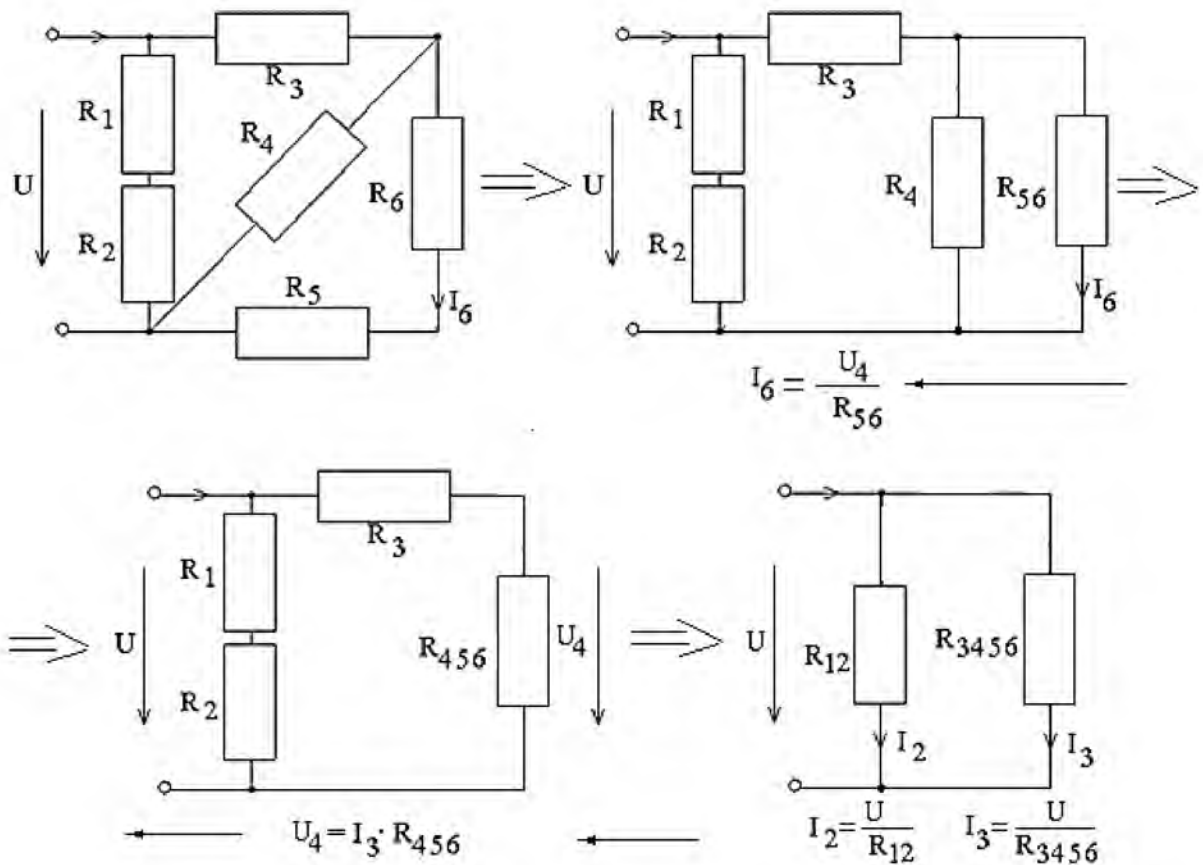 R₃
R₁
R₄
U
R₆
R₂
R₅
I₆
R₃
R₁
U
R₄
R₅₆
R₂
I₆
I₆ = U₄ / R₅₆
R₃
R₁
U
R₄₅₆
U₄
R₂
U₄ = I₃ · R₄₅₆
U
R₁₂
R₃₄₅₆
I₂
I₃
I₂ = U / R₁₂
I₃ = U / R₃₄₅₆